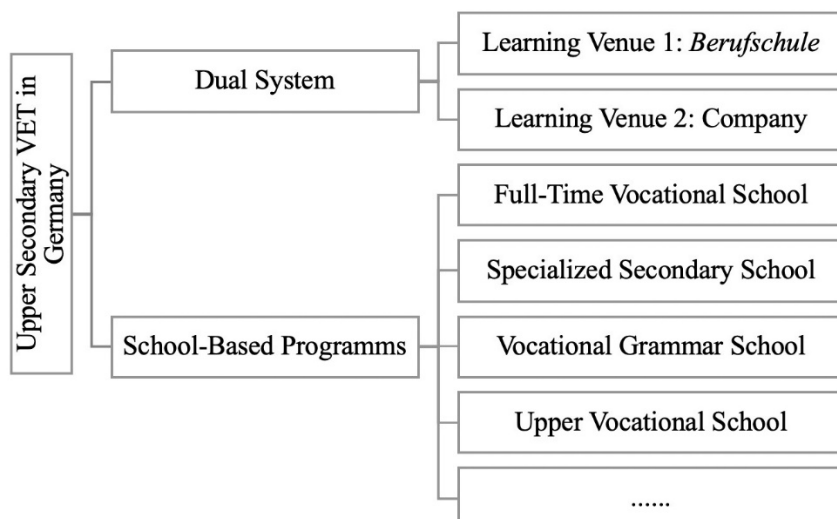 Upper Secondary VET in
Germany
Dual System
Learning Venue 1: Berufschule
Learning Venue 2: Company
School-Based Programms
Full-Time Vocational School
Specialized Secondary School
Vocational Grammar School
Upper Vocational School
......